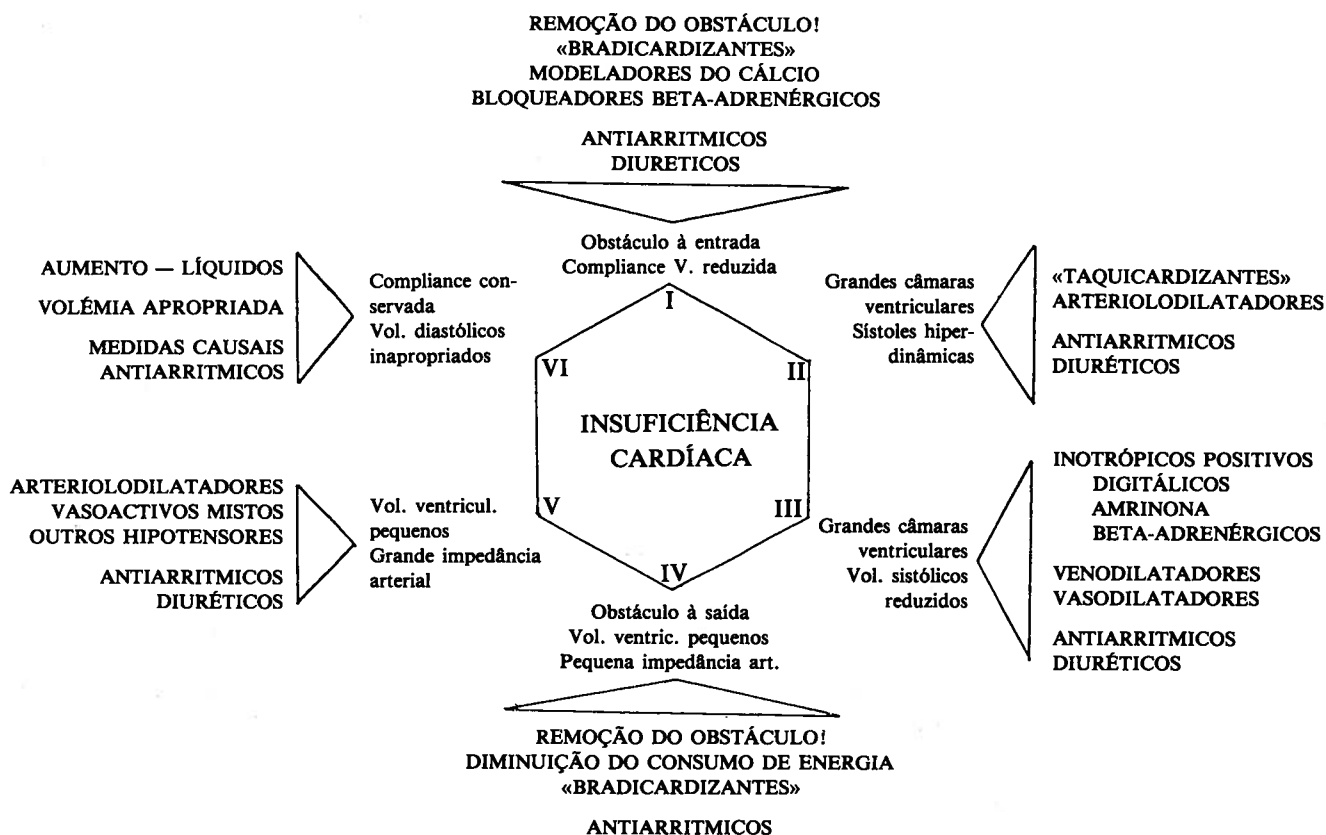 REMOÇÃO DO OBSTÁCULO!
«BRADICARDIZANTES»
MODELADORES DO CÁLCIO
BLOQUEADORES BETA-ADRENÉRGICOS
ANTIARRITMICOS
DIURETICOS
Obstáculo à entrada
Compliance V. reduzida
I
AUMENTO — LÍQUIDOS
VOLÉMIA APROPRIADA
MEDIDAS CAUSAIS
ANTIARRITMICOS
Compliance con-
servada
Vol. diastólicos
inapropriados
VI
Grandes câmaras
ventriculares
Sístoles hiper-
dinâmicas
II
«TAQUICARDIZANTES»
ARTERIOLODILATADORES
ANTIARRITMICOS
DIURÉTICOS
INSUFICIÊNCIA
CARDÍACA
ARTERIOLODILATADORES
VASOACTIVOS MISTOS
OUTROS HIPOTENSORES
ANTIARRITMICOS
DIURÉTICOS
Vol. ventricul.
pequenos
Grande impedância
arterial
V
III
Grandes câmaras
ventriculares
Vol. sistólicos
reduzidos
INOTRÓPICOS POSITIVOS
DIGITÁLICOS
AMRINONA
BETA-ADRENÉRGICOS
VENODILATADORES
VASODILATADORES
ANTIARRITMICOS
DIURÉTICOS
IV
Obstáculo à saída
Vol. ventric. pequenos
Pequena impedância art.
REMOÇÃO DO OBSTÁCULO!
DIMINUIÇÃO DO CONSUMO DE ENERGIA
«BRADICARDIZANTES»
ANTIARRITMICOS